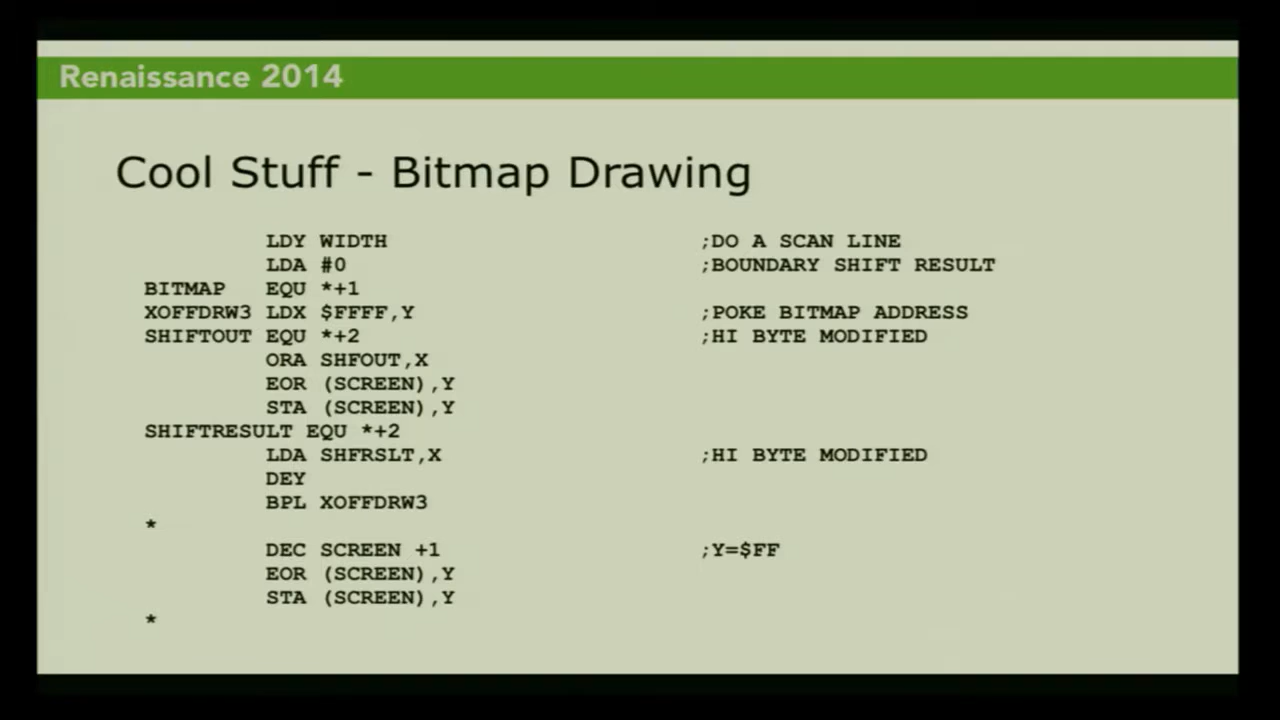 Renaissance 2014
Cool Stuff - Bitmap Drawing
LDY WIDTH ;DO A SCAN LINE
LDA #0 ;BOUNDARY SHIFT RESULT
BITMAP EQU *+1
XOFFDRW3 LDX $FFFF,Y ;POKE BITMAP ADDRESS
SHIFTOUT EQU *+2 ;HI BYTE MODIFIED
ORA SHFOUT,X
EOR (SCREEN),Y
STA (SCREEN),Y
SHIFTRESULT EQU *+2
LDA SHFRSLT,X ;HI BYTE MODIFIED
DEY
BPL XOFFDRW3
*
DEC SCREEN +1 ;Y=$FF
EOR (SCREEN),Y
STA (SCREEN),Y
*